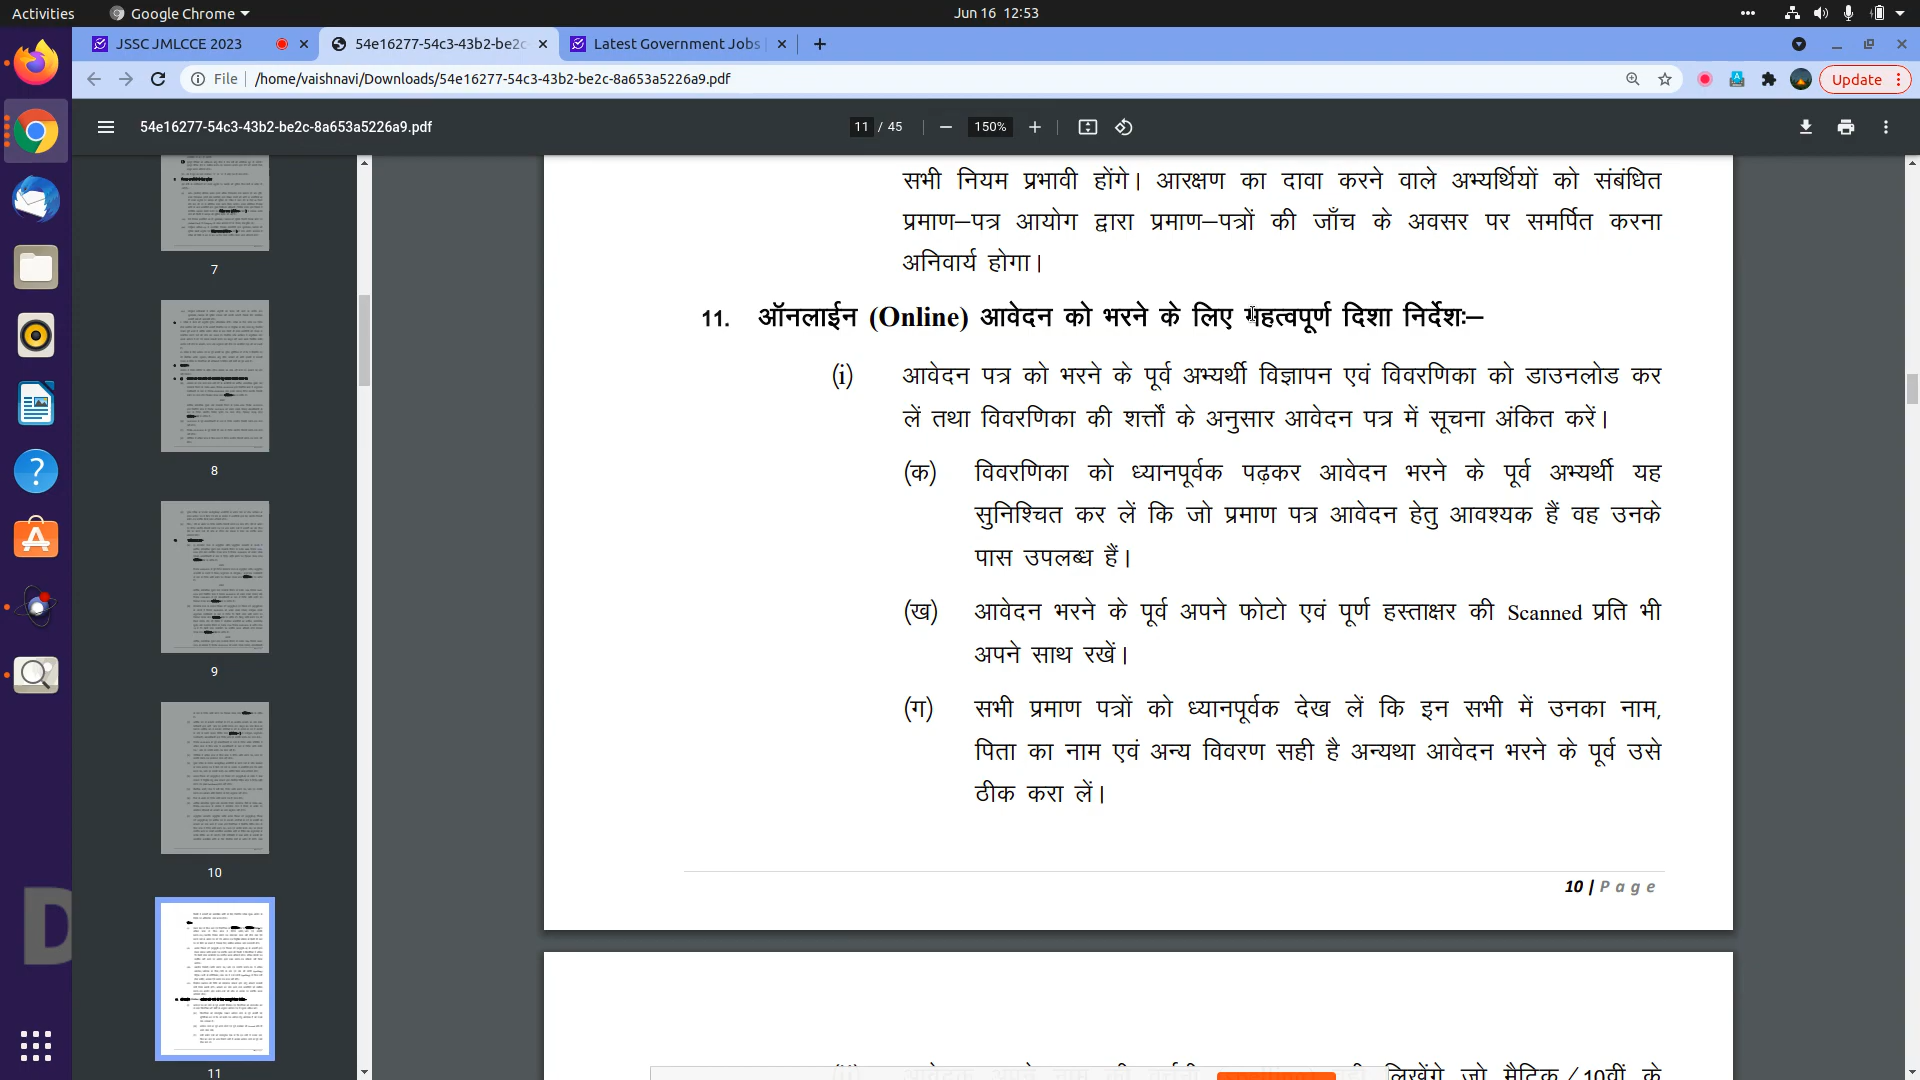 Activities
Google Chrome
Jun 16 12:53
JSSC JMLCCE 2023
54e16277-54c3-43b2-be2c
Latest Government Jobs
File
/home/vaishnavi/Downloads/54e16277-54c3-43b2-be2c-8a653a5226a9.pdf
Update
54e16277-54c3-43b2-be2c-8a653a5226a9.pdf
11 / 45
150%
7
8
9
10
11
सभी नियम प्रभावी होंगे। आरक्षण का दावा करने वाले अभ्यर्थियों को संबंधित
प्रमाण–पत्र आयोग द्वारा प्रमाण–पत्रों की जाँच के अवसर पर समर्पित करना
अनिवार्य होगा।
11. ऑनलाईन (Online) आवेदन को भरने के लिए महत्वपूर्ण दिशा निर्देशः–
(i) आवेदन पत्र को भरने के पूर्व अभ्यर्थी विज्ञापन एवं विवरणिका को डाउनलोड कर
लें तथा विवरणिका की शर्त्तों के अनुसार आवेदन पत्र में सूचना अंकित करें।
(क) विवरणिका को ध्यानपूर्वक पढ़कर आवेदन भरने के पूर्व अभ्यर्थी यह
सुनिश्चित कर लें कि जो प्रमाण पत्र आवेदन हेतु आवश्यक हैं वह उनके
पास उपलब्ध हैं।
(ख) आवेदन भरने के पूर्व अपने फोटो एवं पूर्ण हस्ताक्षर की Scanned प्रति भी
अपने साथ रखें।
(ग) सभी प्रमाण पत्रों को ध्यानपूर्वक देख लें कि इन सभी में उनका नाम,
पिता का नाम एवं अन्य विवरण सही है अन्यथा आवेदन भरने के पूर्व उसे
ठीक करा लें।
10 | Page
लिखेंगे जो मैट्रिक/10वीं के